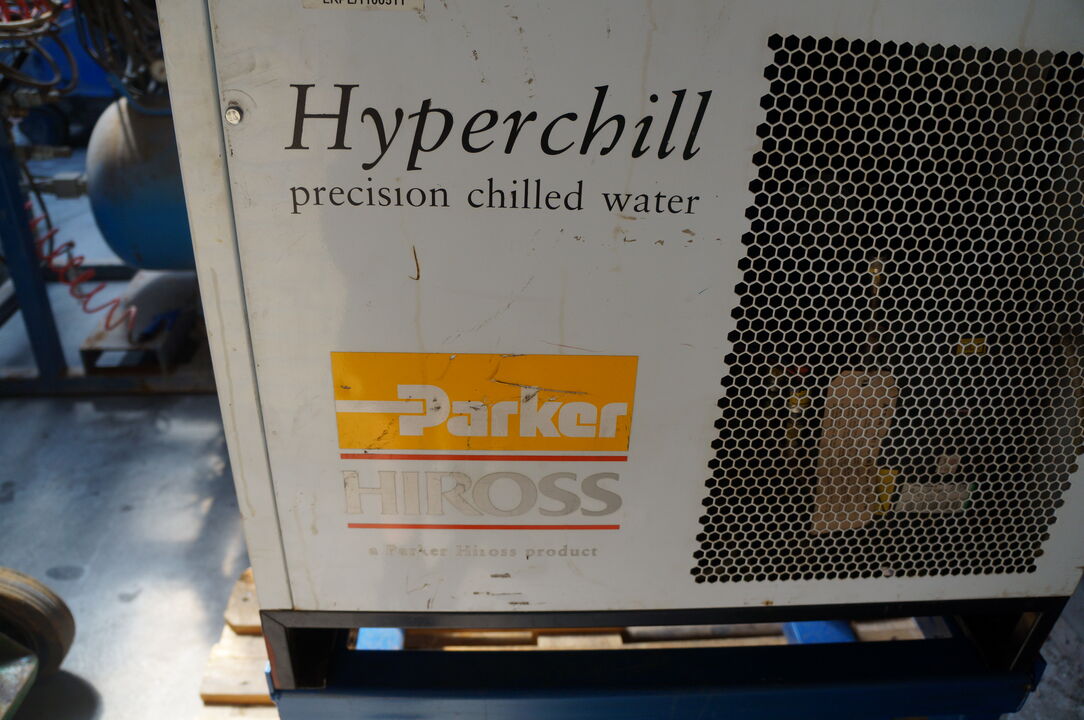 Hyperchill
precision chilled water
Parker
HIROSS
a Parker Hiross product